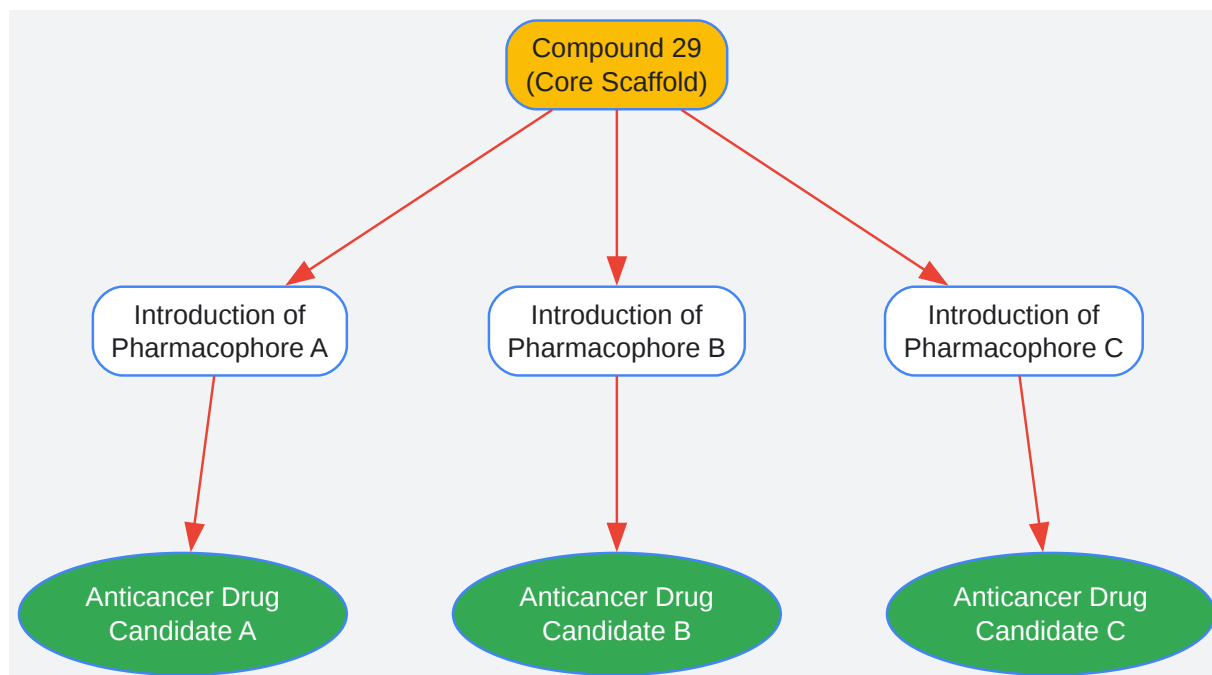 Compound 29
(Core Scaffold)
Introduction of
Pharmacophore A
Introduction of
Pharmacophore B
Introduction of
Pharmacophore C
Anticancer Drug
Candidate A
Anticancer Drug
Candidate B
Anticancer Drug
Candidate C